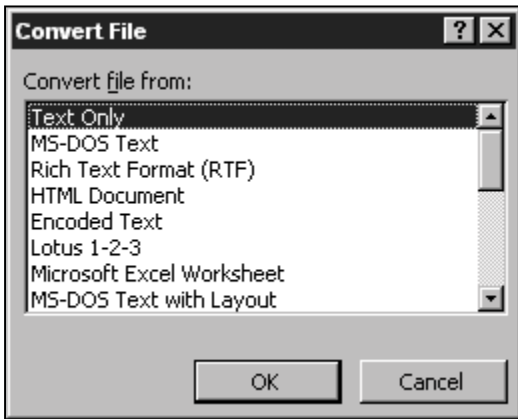 Convert File
?
Convert file from:
Text Only
MS-DOS Text
Rich Text Format (RTF)
HTML Document
Encoded Text
Lotus 1-2-3
Microsoft Excel Worksheet
MS-DOS Text with Layout
OK Cancel